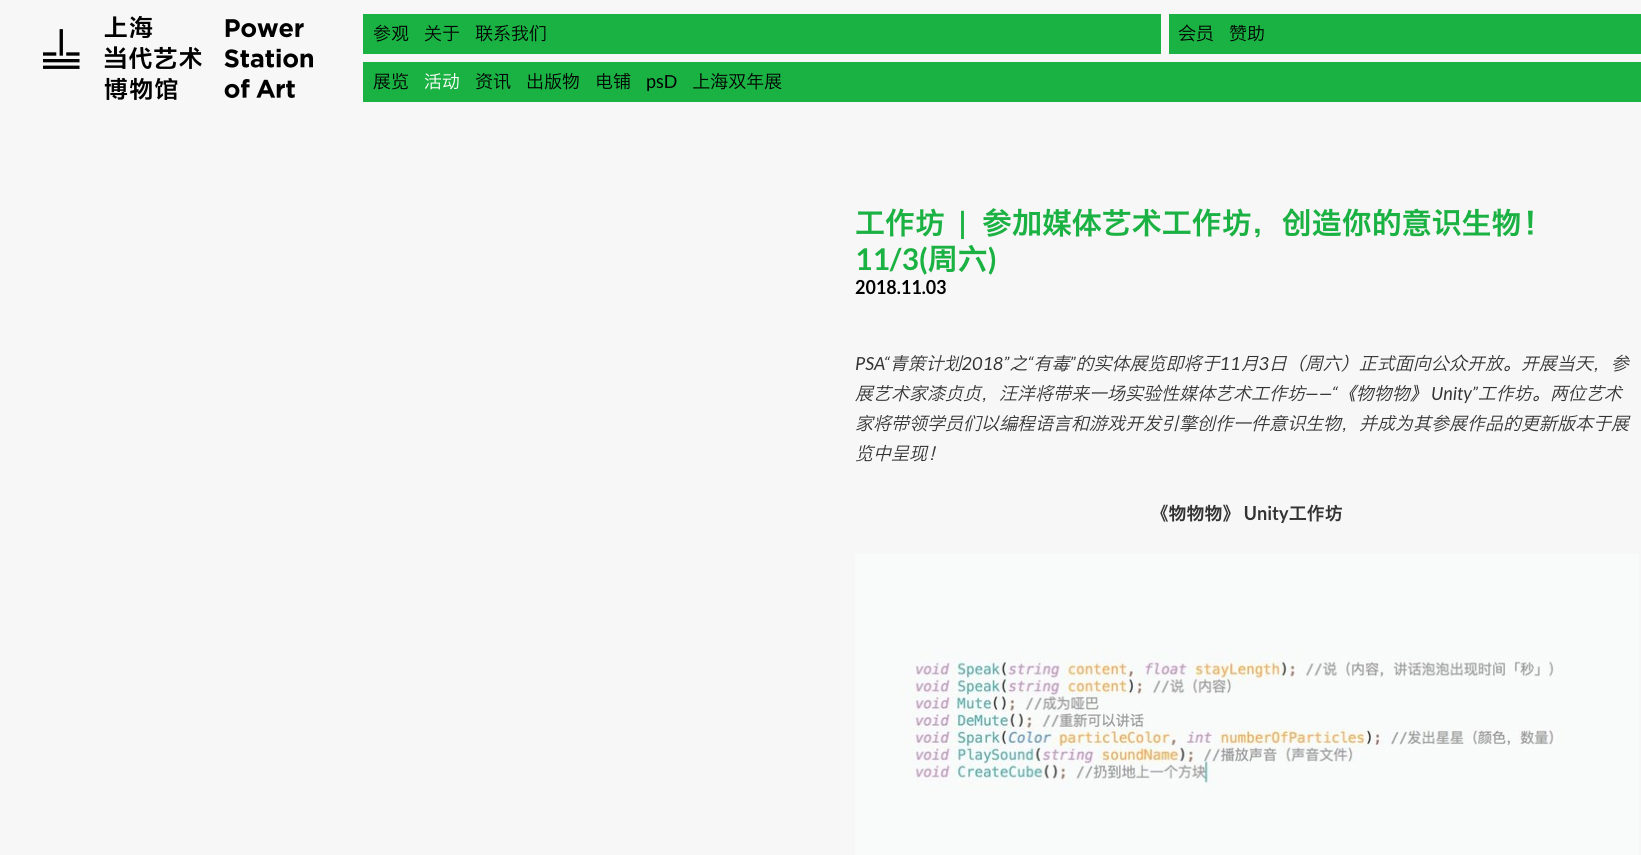 上海
当代艺术
博物馆
Power
Station
of Art
参观 关于 联系我们
会员 赞助
展览 活动 资讯 出版物 电铺 psD 上海双年展
工作坊 | 参加媒体艺术工作坊，创造你的意识生物！
11/3(周六)
2018.11.03
PSA“青策计划2018”之“有毒”的实体展览即将于11月3日（周六）正式面向公众开放。开展当天，参
展艺术家漆贞贞，汪洋将带来一场实验性媒体艺术工作坊——“《物物物》 Unity”工作坊。两位艺术
家将带领学员们以编程语言和游戏开发引擎创作一件意识生物，并成为其参展作品的更新版本于展
览中呈现！
《物物物》 Unity工作坊
void Speak(string content, float stayLength); //说（内容，讲话泡泡出现时间「秒」）
void Speak(string content); //说（内容）
void Mute(); //成为哑巴
void DeMute(); //重新可以讲话
void Spark(Color particleColor, int numberOfParticles); //发出星星（颜色，数量）
void PlaySound(string soundName); //播放声音（声音文件）
void CreateCube(); //扔到地上一个方块